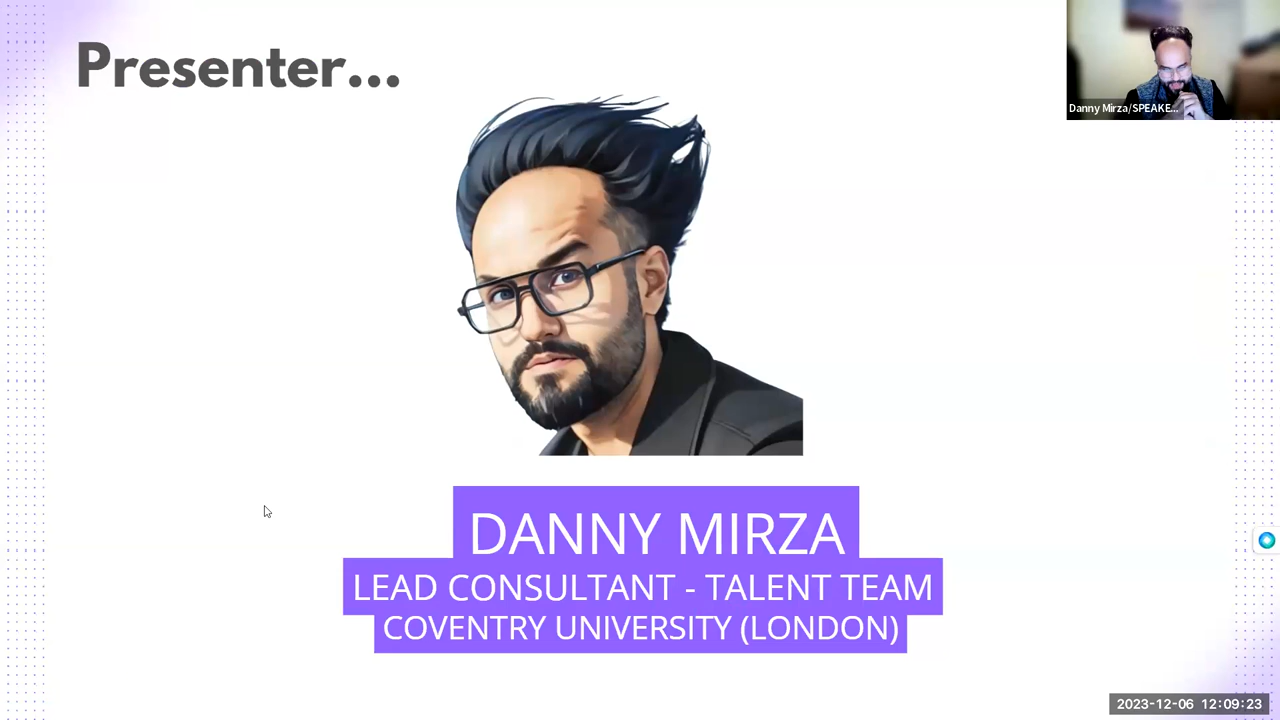 Presenter...
Danny Mirza/SPEAKE...
DANNY MIRZA
LEAD CONSULTANT - TALENT TEAM
COVENTRY UNIVERSITY (LONDON)
2023-12-06 12:09:23